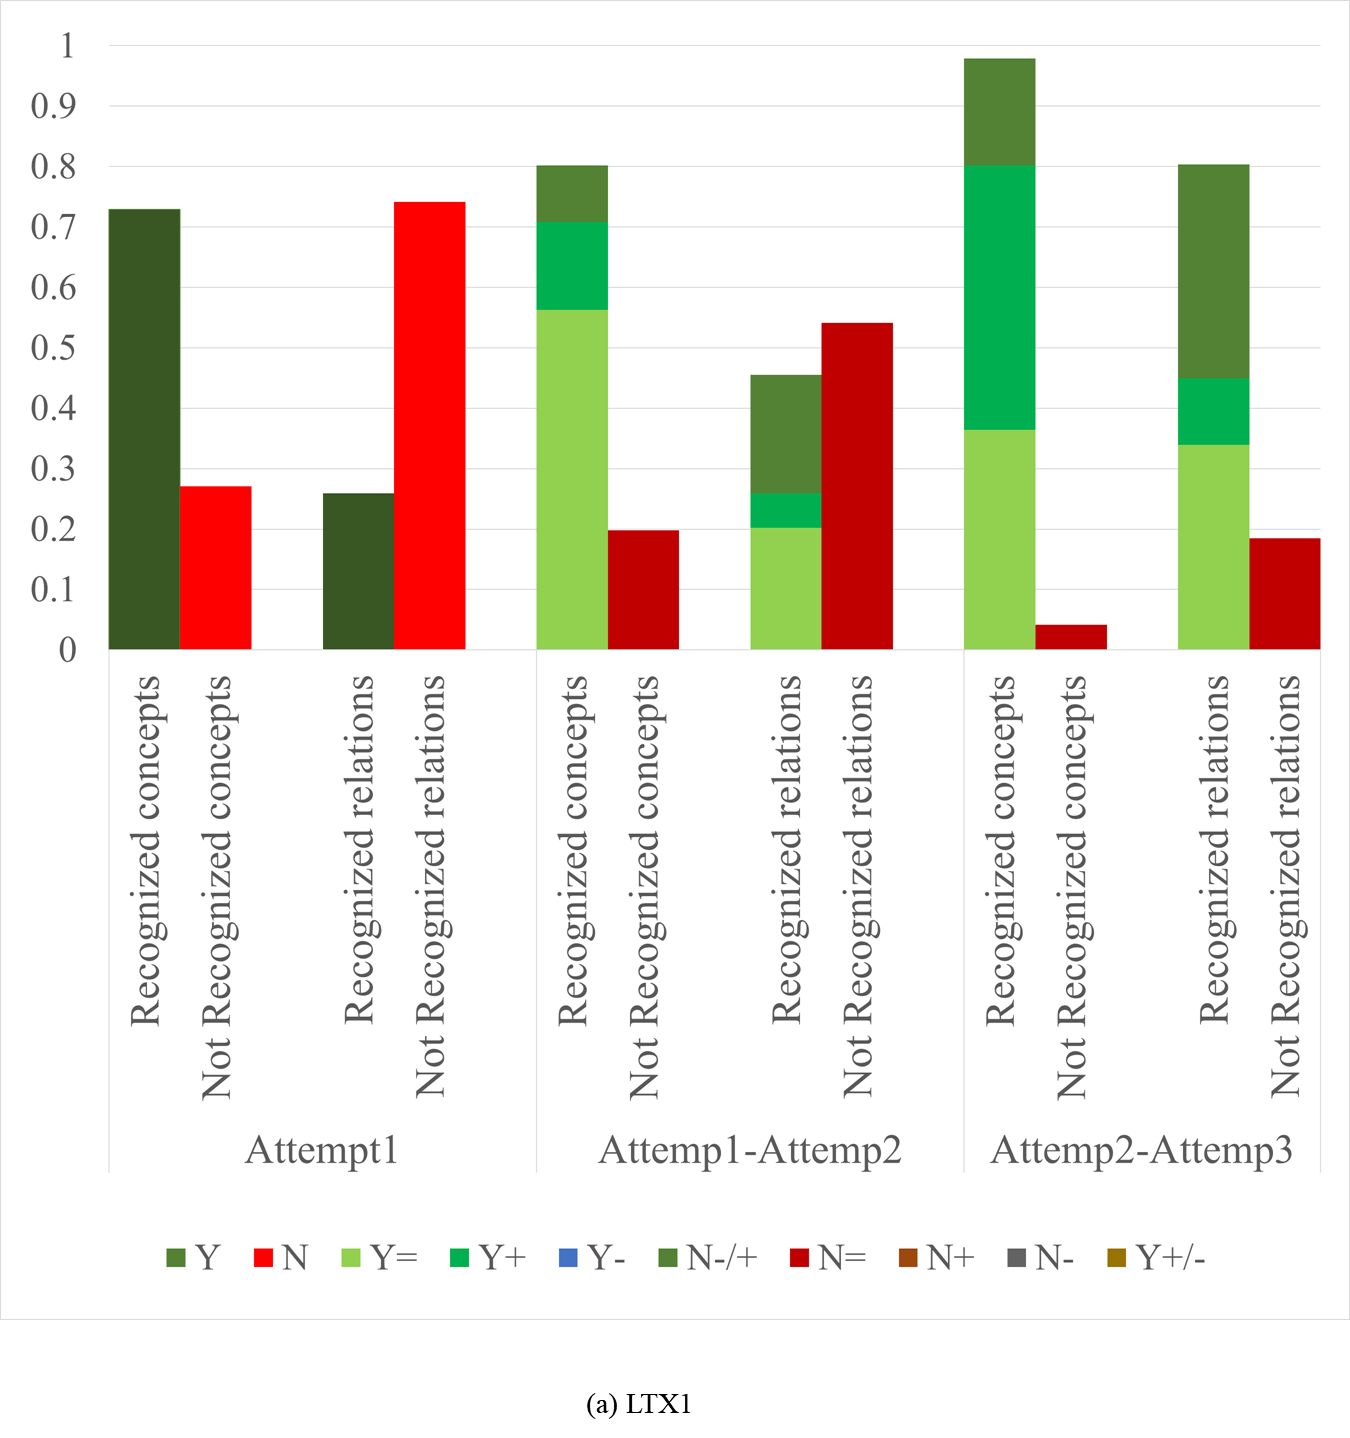 1
0.9
0.8
0.7
0.6
0.5
0.4
0.3
0.2
0.1
0
Recognized concepts
Not Recognized concepts
Recognized relations
Not Recognized relations
Recognized concepts
Not Recognized concepts
Recognized relations
Not Recognized relations
Recognized concepts
Not Recognized concepts
Recognized relations
Not Recognized relations
Attempt1
Attemp1-Attemp2
Attemp2-Attemp3
Y N Y= Y+ Y- N-/+ N= N+ N- Y+/-
(a) LTX1